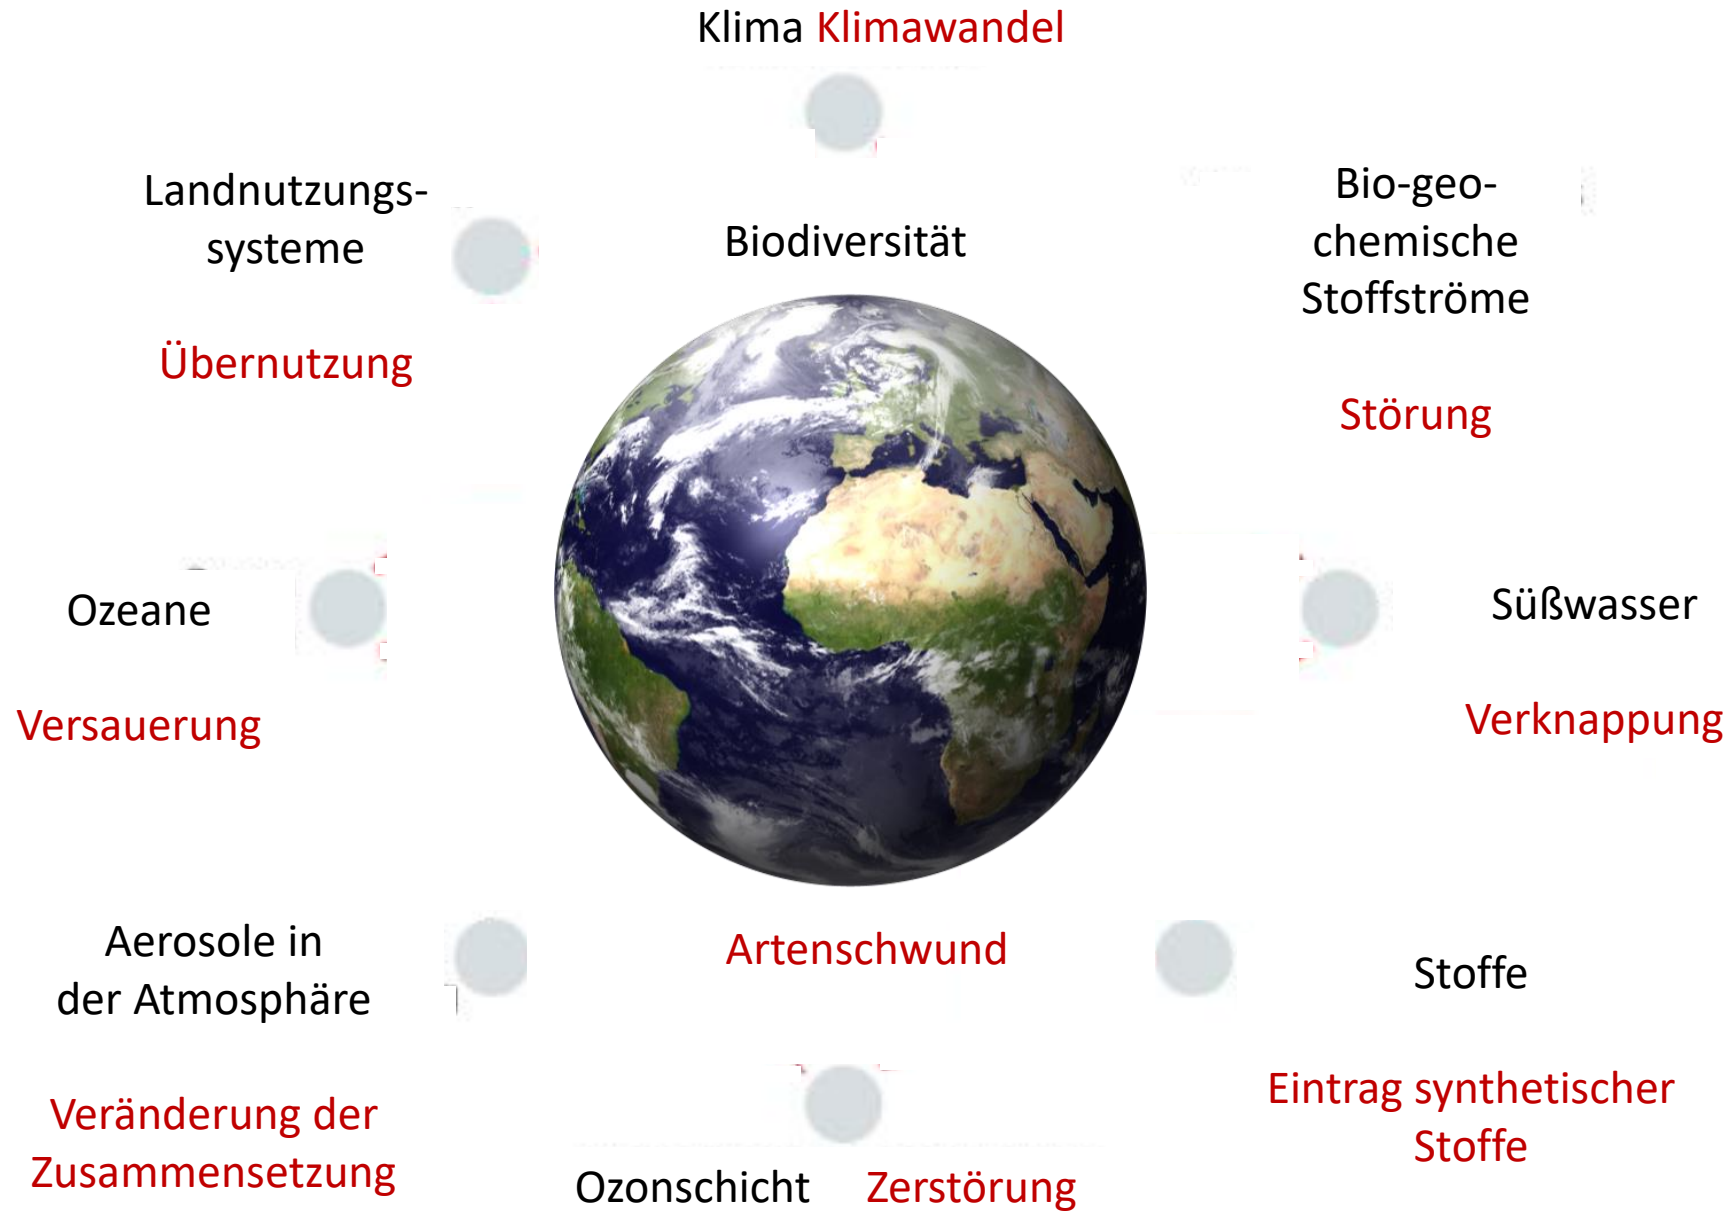 Klima Klimawandel
Landnutzungs-
systeme
Übernutzung
Biodiversität
Bio-geo-
chemische
Stoffströme
Störung
Ozeane
Versauerung
Süßwasser
Verknappung
Aerosole in
der Atmosphäre
Veränderung der
Zusammensetzung
Artenschwund
Stoffe
Eintrag synthetischer
Stoffe
Ozonschicht Zerstörung